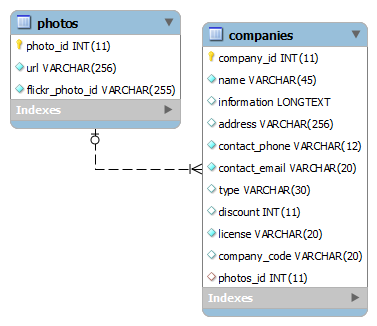 photos
photo_id INT(11)
url VARCHAR(256)
flickr_photo_id VARCHAR(255)
Indexes
companies
company_id INT(11)
name VARCHAR(45)
information LONGTEXT
address VARCHAR(256)
contact_phone VARCHAR(12)
contact_email VARCHAR(20)
type VARCHAR(30)
discount INT(11)
license VARCHAR(20)
company_code VARCHAR(20)
photos_id INT(11)
Indexes